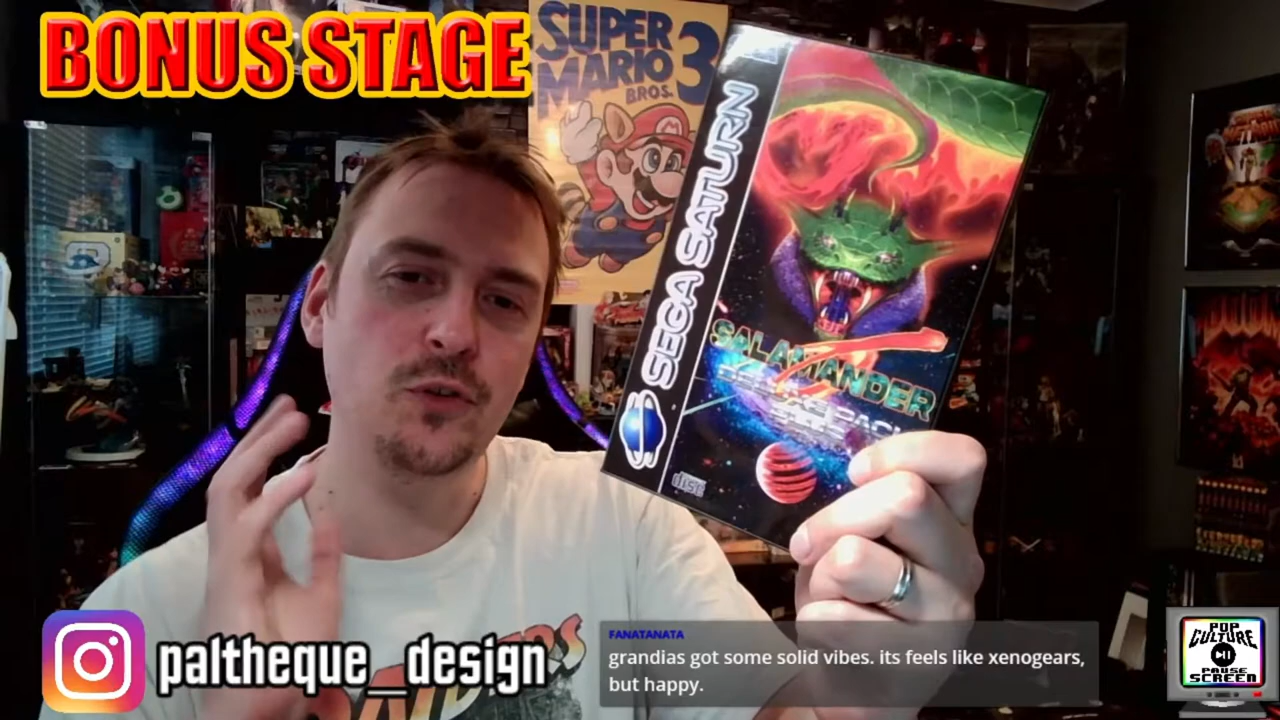 BONUS STAGE
SUPER
MARIO 3
BROS.
SEGA SATURN
SALAMANDER
2
disc
paltheque_design
FANATANATA
grandias got some solid vibes. its feels like xenogears,
but happy.
POP
CULTURE
PAUSE
SCREEN